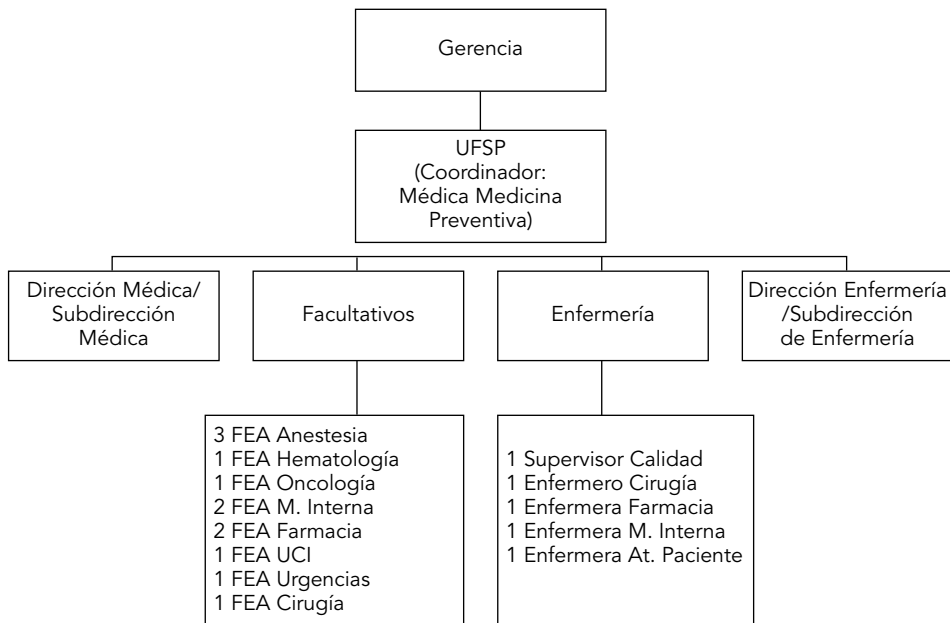 Gerencia
UFSP
(Coordinador:
Médica Medicina
Preventiva)
Dirección Médica/
Subdirección
Médica
Facultativos
Enfermería
Dirección Enfermería
/Subdirección
de Enfermería
3 FEA Anestesia
1 FEA Hematología
1 FEA Oncología
2 FEA M. Interna
2 FEA Farmacia
1 FEA UCI
1 FEA Urgencias
1 FEA Cirugía
1 Supervisor Calidad
1 Enfermero Cirugía
1 Enfermera Farmacia
1 Enfermera M. Interna
1 Enfermera At. Paciente